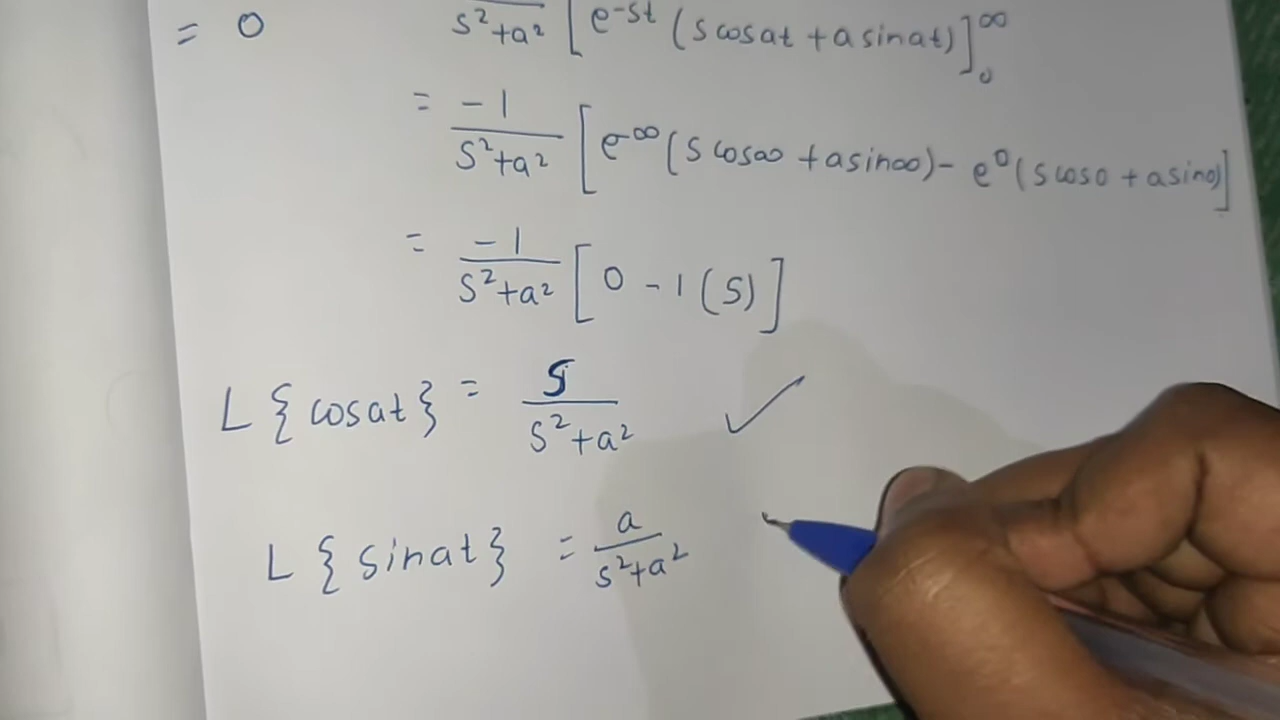 = 0
s²+a² [e-st (s cosat + a sinat)]∞0
= -1/s²+a² [e∞ (s cos∞ + a sin∞) - e⁰ (s cos0 + a sin0)]
= -1/s²+a² [0 - 1(s)]
L{cosat} = s/s²+a² ✓
L{sinat} = a/s²+a²